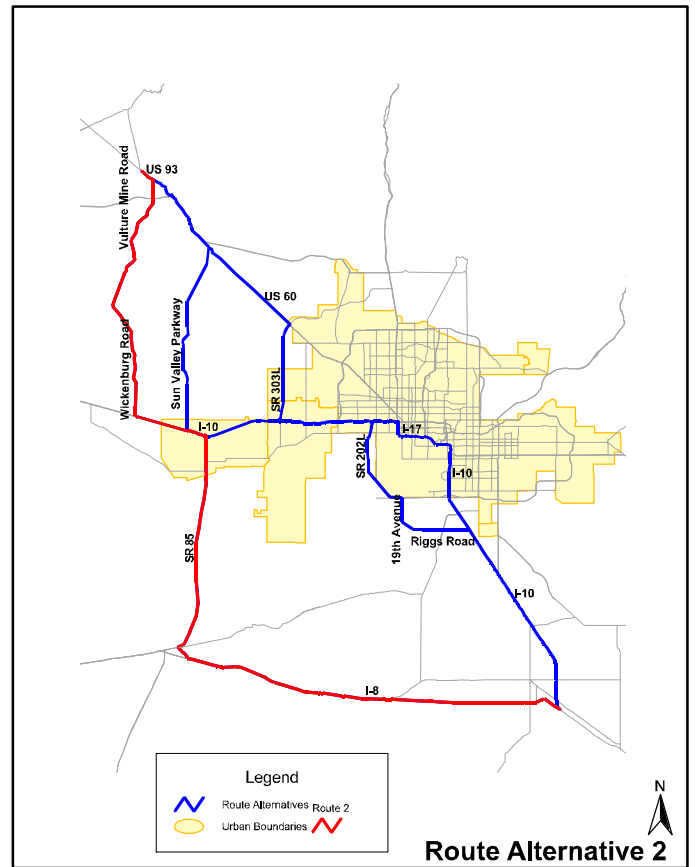 US 93
Vulture Mine Road
US 60
Sun Valley Parkway
Wickenburg Road
SR 303L
I-10
I-17
SR 202L
I-10
19th Avenue
Riggs Road
SR 85
I-10
I-8
Legend
Route Alternatives Route 2
Urban Boundaries
N
Route Alternative 2